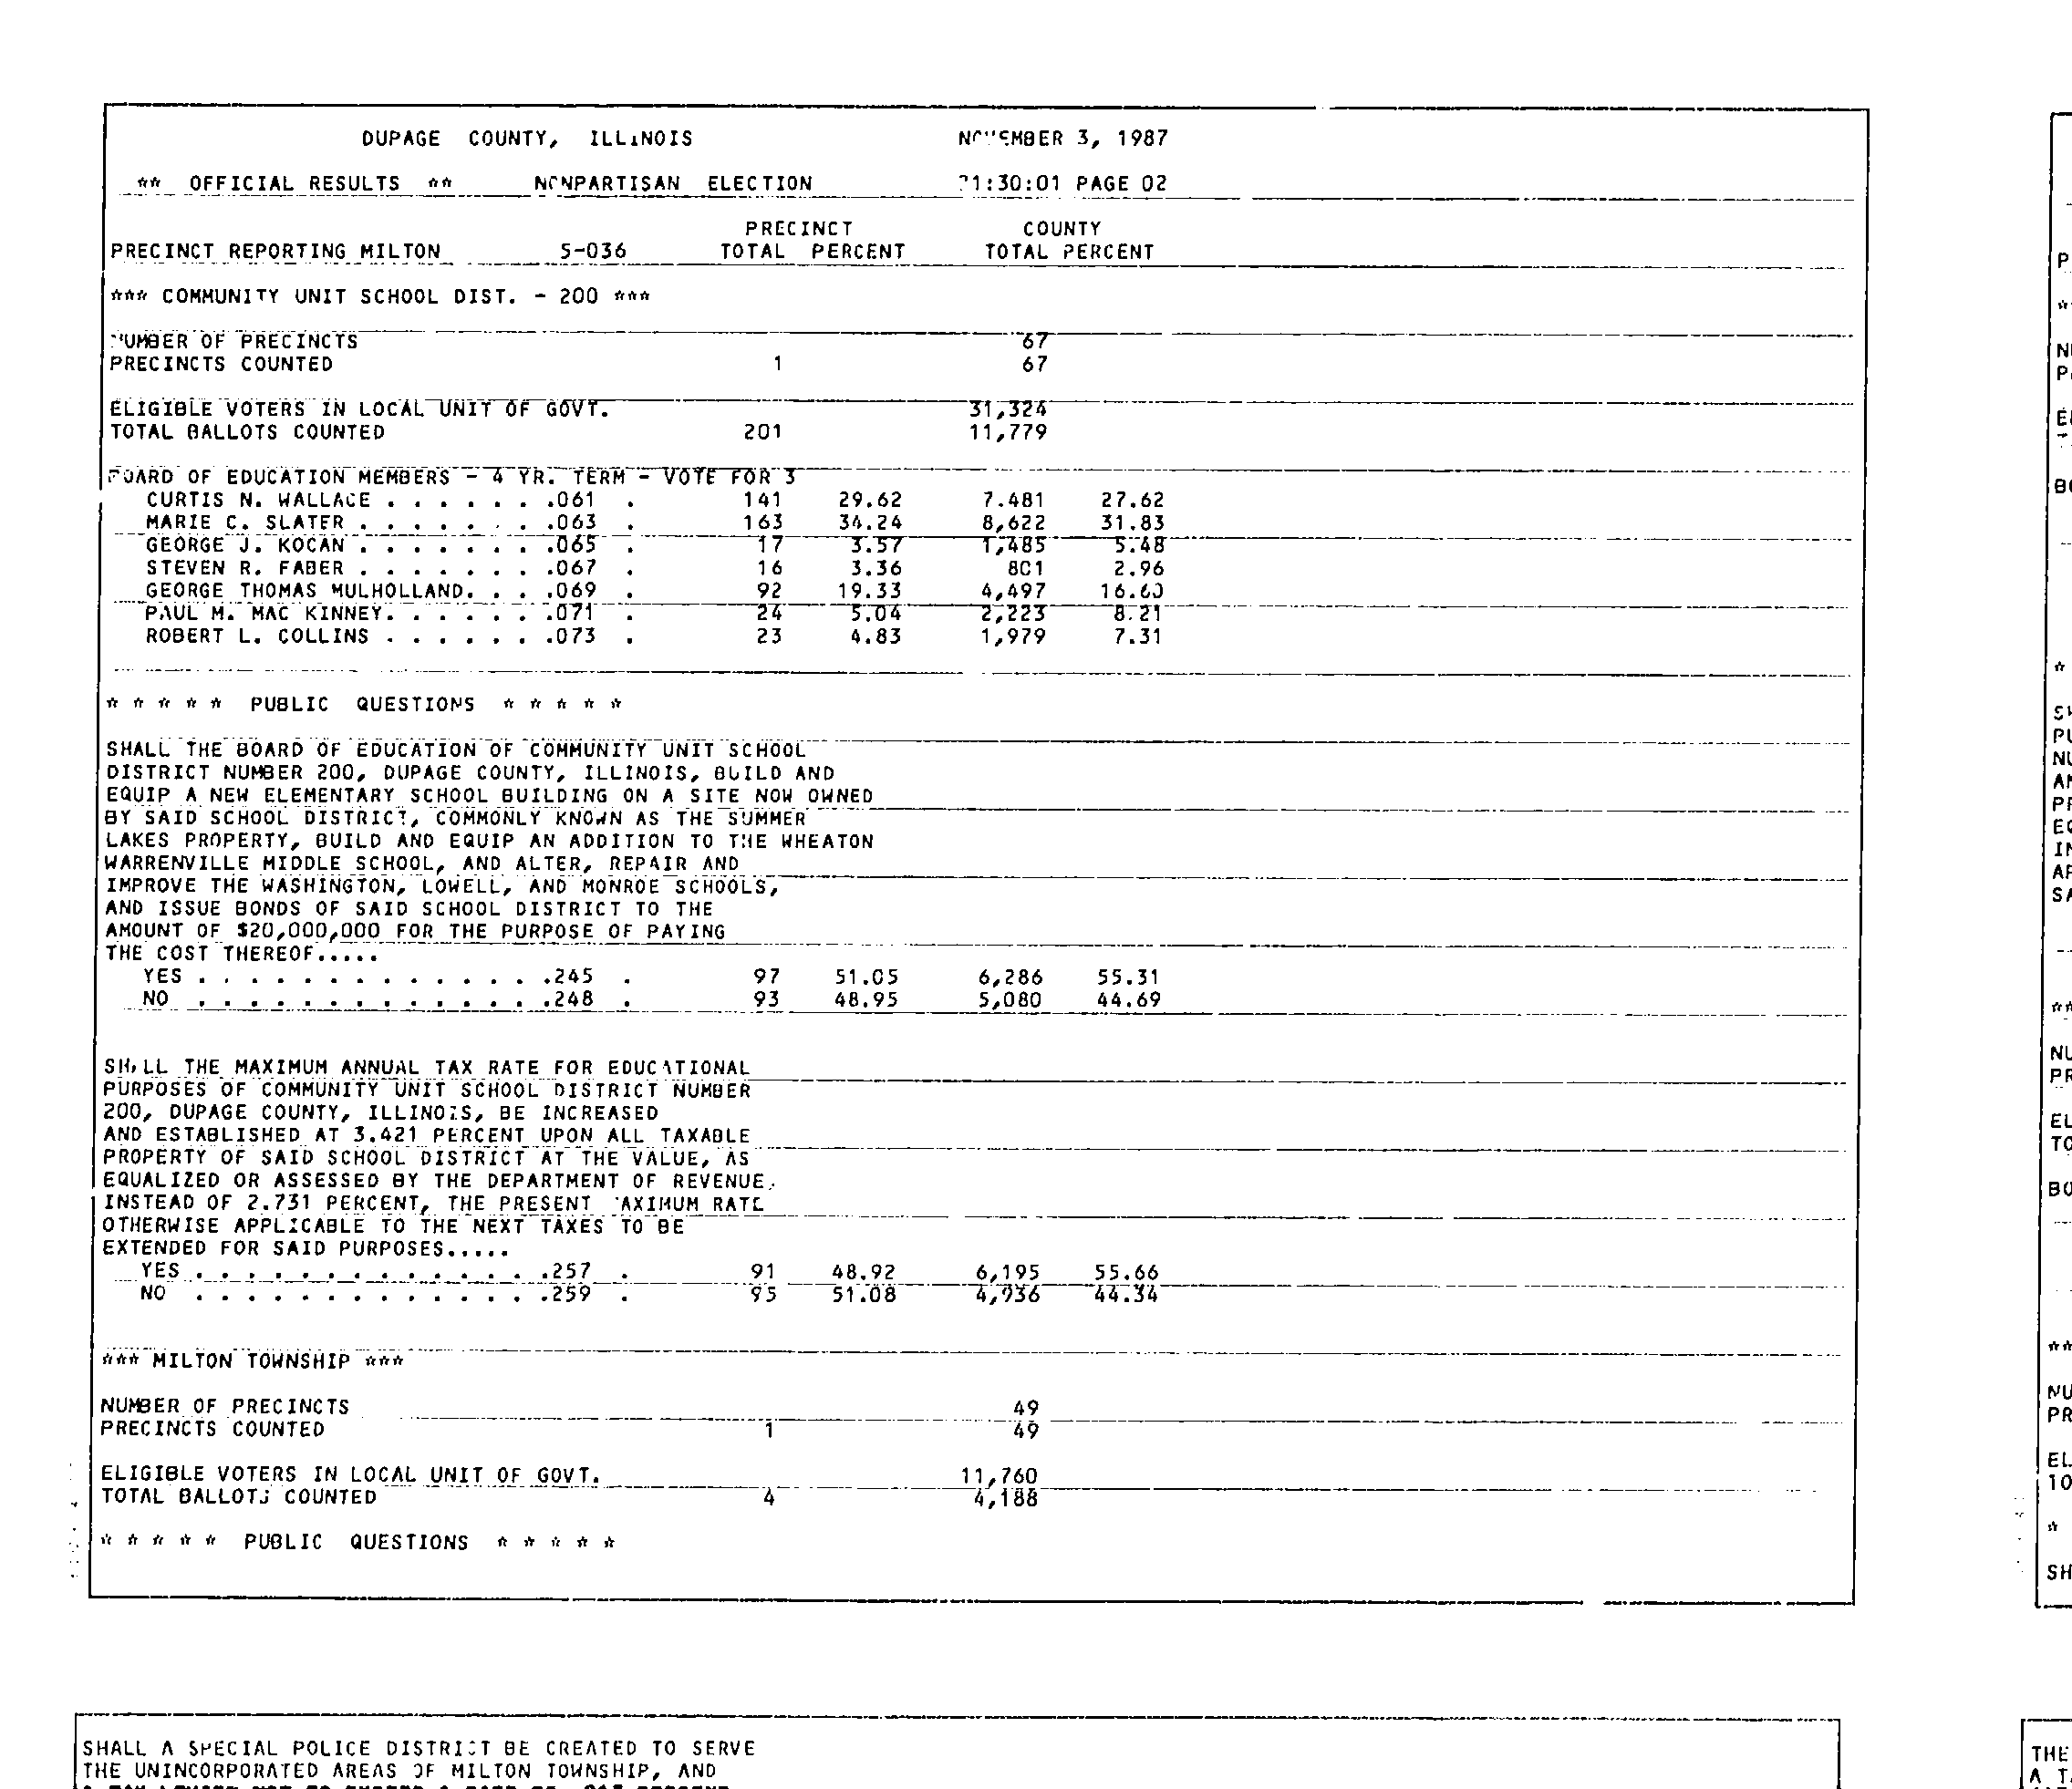 DUPAGE COUNTY, ILLINOIS NOVEMBER 3, 1987
** OFFICIAL RESULTS ** NONPARTISAN ELECTION 21:30:01 PAGE 02
PRECINCT COUNTY
PRECINCT REPORTING MILTON 5-036 TOTAL PERCENT TOTAL PERCENT
*** COMMUNITY UNIT SCHOOL DIST. - 200 ***
NUMBER OF PRECINCTS 67
PRECINCTS COUNTED 1 67
ELIGIBLE VOTERS IN LOCAL UNIT OF GOVT. 31,324
TOTAL BALLOTS COUNTED 201 11,779
BOARD OF EDUCATION MEMBERS - 4 YR. TERM - VOTE FOR 3
CURTIS N. WALLACE . . . . . . .061 . 141 29.62 7.481 27.62
MARIE C. SLATER . . . . . . . .063 . 163 34.24 8,622 31.83
GEORGE J. KOCAN . . . . . . . .065 . 17 3.57 1,485 5.48
STEVEN R. FABER . . . . . . . .067 . 16 3.36 801 2.96
GEORGE THOMAS MULHOLLAND. . . .069 . 92 19.33 4,497 16.60
PAUL M. MAC KINNEY. . . . . . .071 . 24 5.04 2,223 8.21
ROBERT L. COLLINS . . . . . . .073 . 23 4.83 1,979 7.31
* * * * * PUBLIC QUESTIONS * * * * *
SHALL THE BOARD OF EDUCATION OF COMMUNITY UNIT SCHOOL
DISTRICT NUMBER 200, DUPAGE COUNTY, ILLINOIS, BUILD AND
EQUIP A NEW ELEMENTARY SCHOOL BUILDING ON A SITE NOW OWNED
BY SAID SCHOOL DISTRICT, COMMONLY KNOWN AS THE SUMMER
LAKES PROPERTY, BUILD AND EQUIP AN ADDITION TO THE WHEATON
WARRENVILLE MIDDLE SCHOOL, AND ALTER, REPAIR AND
IMPROVE THE WASHINGTON, LOWELL, AND MONROE SCHOOLS,
AND ISSUE BONDS OF SAID SCHOOL DISTRICT TO THE
AMOUNT OF $20,000,000 FOR THE PURPOSE OF PAYING
THE COST THEREOF.....
YES . . . . . . . . . . . . . .245 . 97 51.05 6,286 55.31
NO . . . . . . . . . . . . . .248 . 93 48.95 5,080 44.69
SHALL THE MAXIMUM ANNUAL TAX RATE FOR EDUCATIONAL
PURPOSES OF COMMUNITY UNIT SCHOOL DISTRICT NUMBER
200, DUPAGE COUNTY, ILLINOIS, BE INCREASED
AND ESTABLISHED AT 3.421 PERCENT UPON ALL TAXABLE
PROPERTY OF SAID SCHOOL DISTRICT AT THE VALUE, AS
EQUALIZED OR ASSESSED BY THE DEPARTMENT OF REVENUE,
INSTEAD OF 2.731 PERCENT, THE PRESENT MAXIMUM RATE
OTHERWISE APPLICABLE TO THE NEXT TAXES TO BE
EXTENDED FOR SAID PURPOSES.....
YES . . . . . . . . . . . . . .257 . 91 48.92 6,195 55.66
NO . . . . . . . . . . . . . .259 . 95 51.08 4,936 44.34
*** MILTON TOWNSHIP ***
NUMBER OF PRECINCTS 49
PRECINCTS COUNTED 1 49
ELIGIBLE VOTERS IN LOCAL UNIT OF GOVT. 11,760
TOTAL BALLOTS COUNTED 4 4,188
* * * * * PUBLIC QUESTIONS * * * * *
SHALL A SPECIAL POLICE DISTRICT BE CREATED TO SERVE
THE UNINCORPORATED AREAS OF MILTON TOWNSHIP, AND
THE